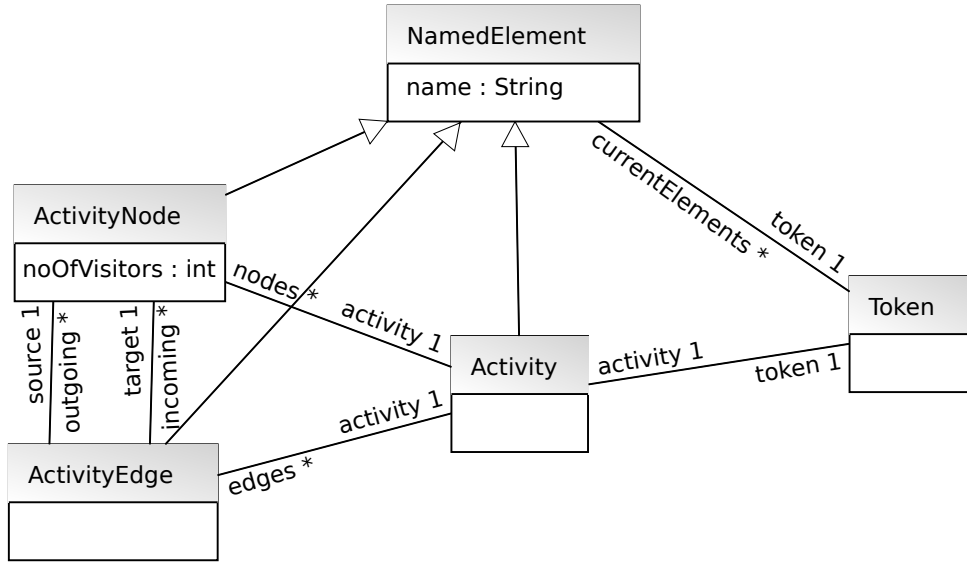 NamedElement
name : String
currentElements *
token 1
ActivityNode
noOfVisitors : int
nodes *
activity 1
source 1
outgoing *
target 1
incoming *
Token
Activity
activity 1
token 1
activity 1
edges *
ActivityEdge